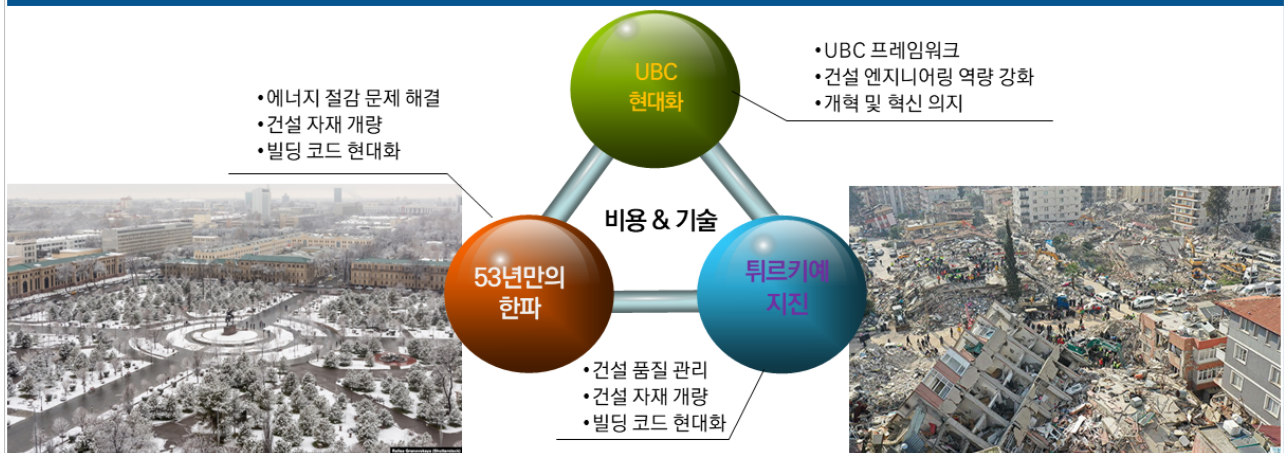 UBC
현대화
•UBC 프레임워크
•건설 엔지니어링 역량 강화
•개혁 및 혁신 의지
•에너지 절감 문제 해결
•건설 자재 개량
•빌딩 코드 현대화
비용 & 기술
53년만의
한파
튀르키예
지진
•건설 품질 관리
•건설 자재 개량
•빌딩 코드 현대화